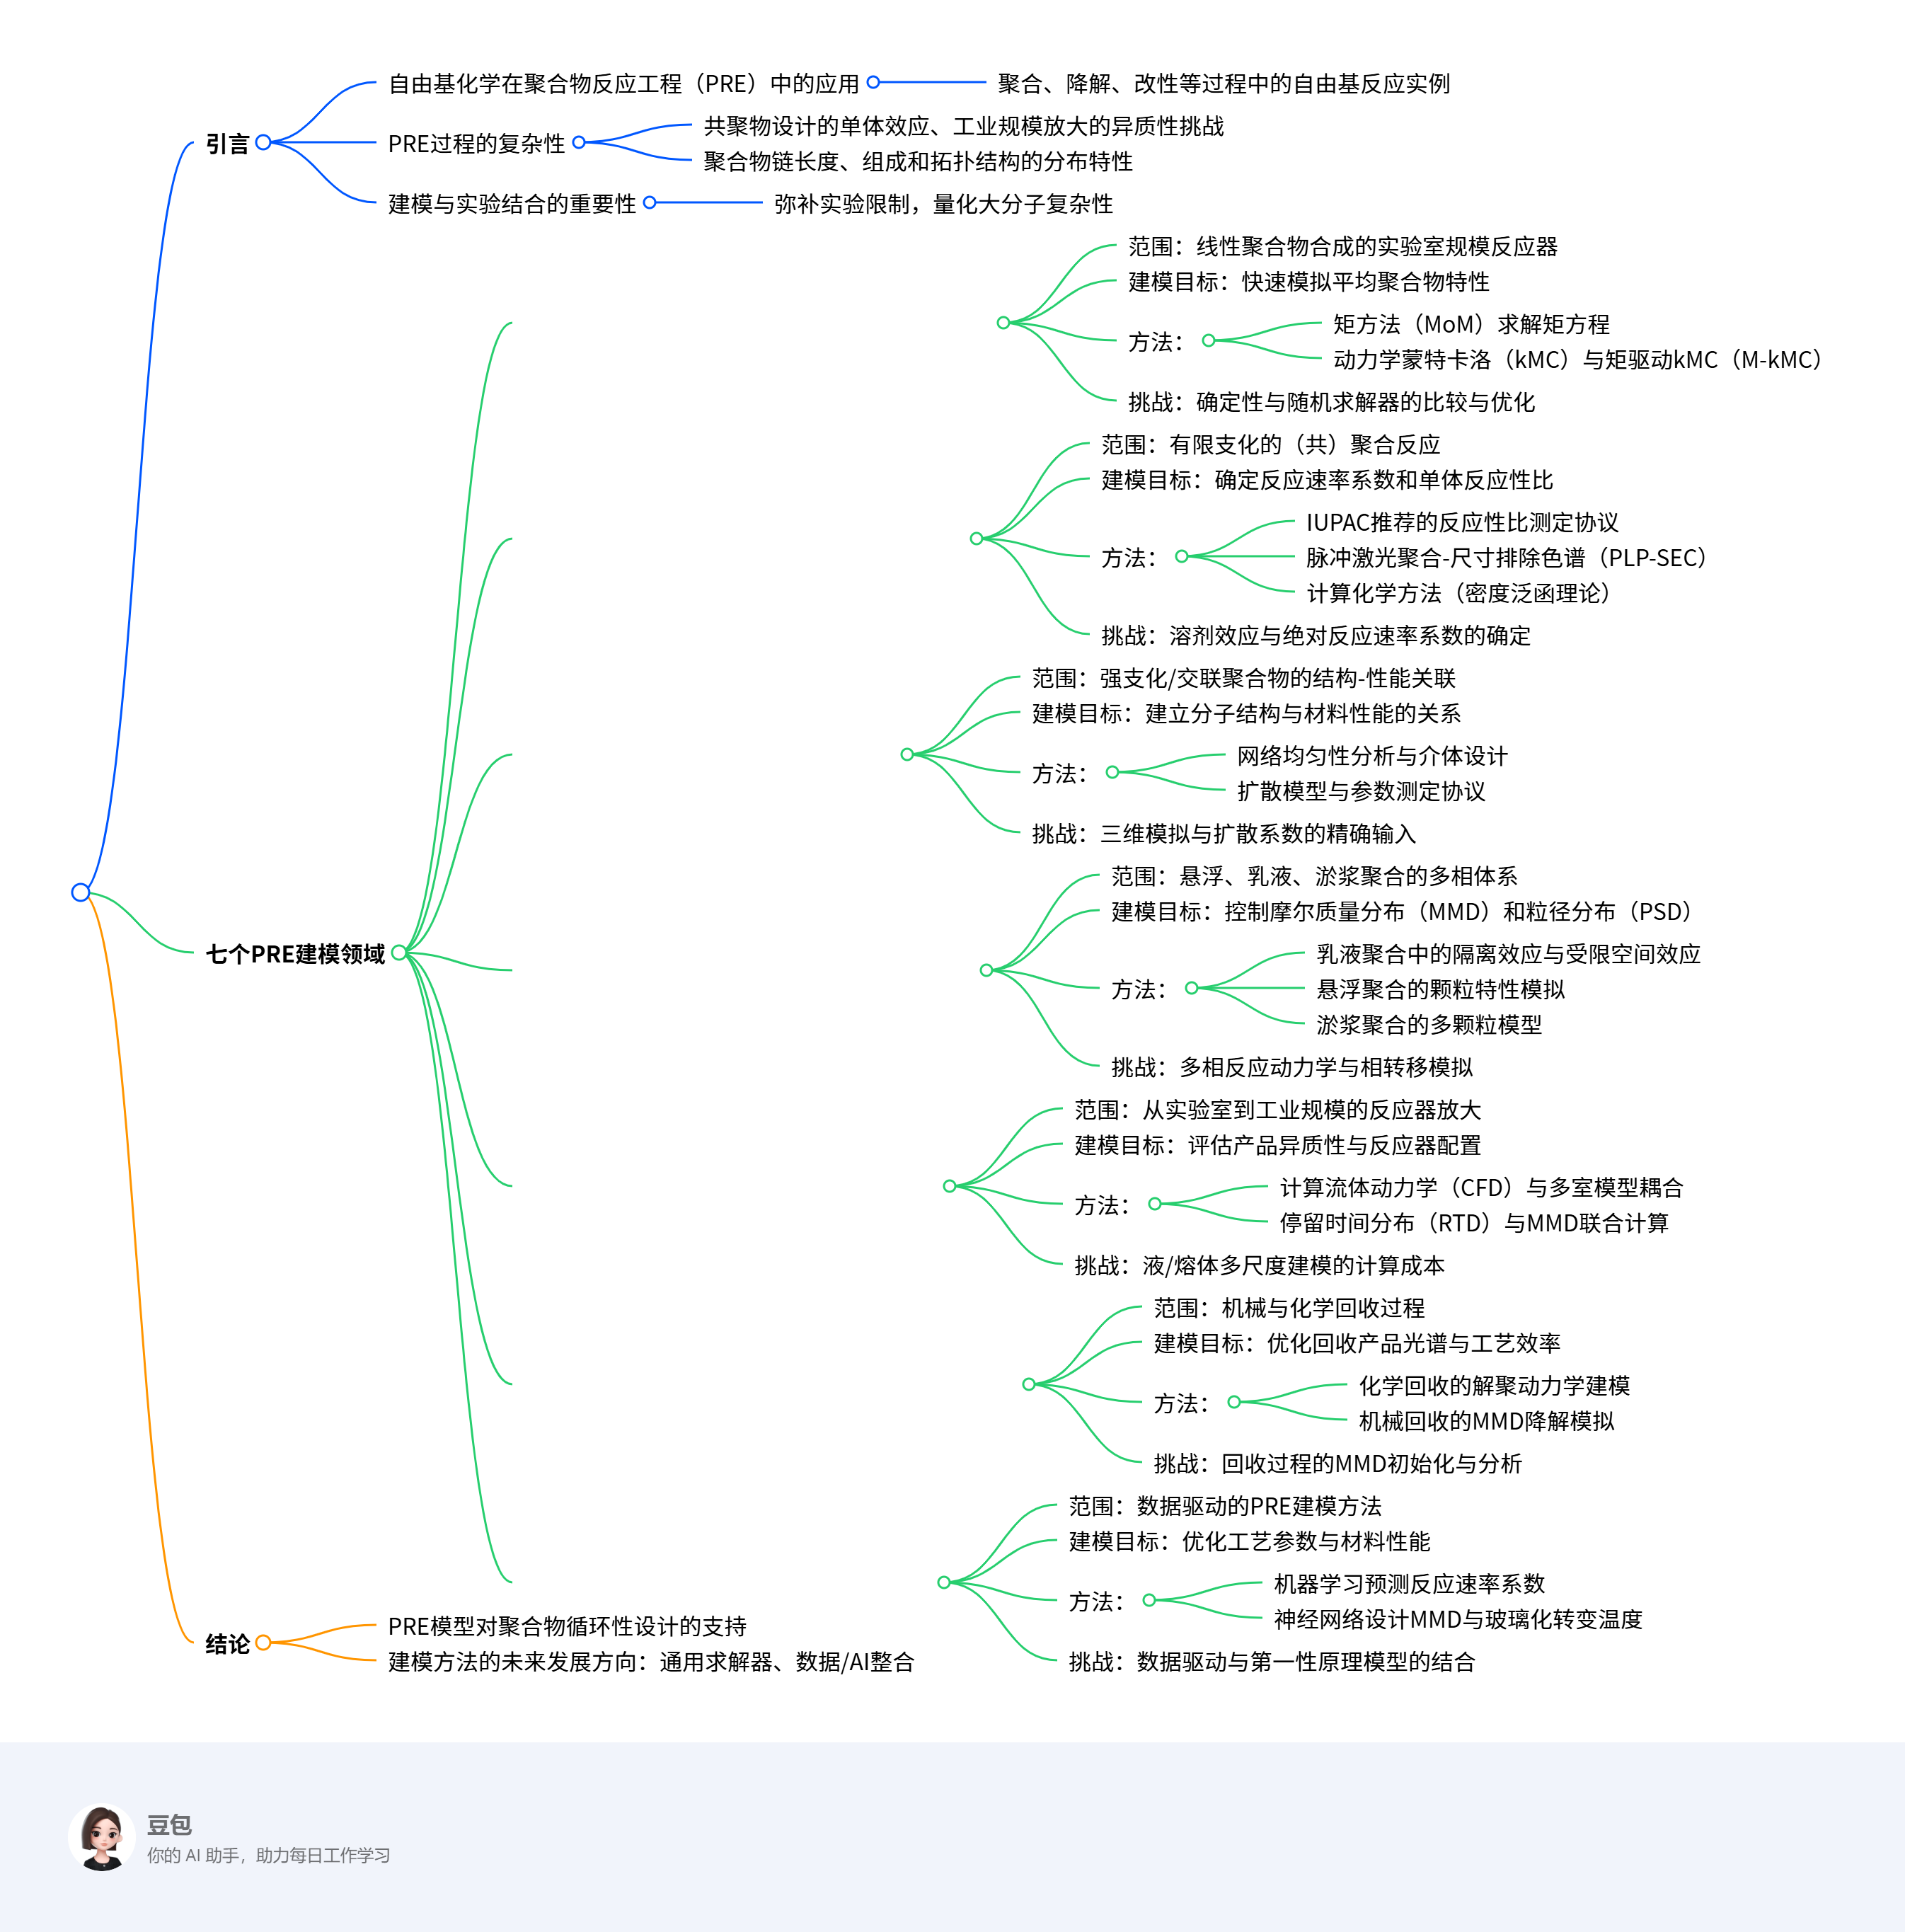 引言
自由基化学在聚合物反应工程（PRE）中的应用
聚合、降解、改性等过程中的自由基反应实例
PRE过程的复杂性
共聚物设计的单体效应、工业规模放大的异质性挑战
聚合物链长度、组成和拓扑结构的分布特性
建模与实验结合的重要性
弥补实验限制，量化大分子复杂性
七个PRE建模领域
范围：线性聚合物合成的实验室规模反应器
建模目标：快速模拟平均聚合物特性
方法：
矩方法（MoM）求解矩方程
动力学蒙特卡洛（kMC）与矩驱动kMC（M-kMC）
挑战：确定性与随机求解器的比较与优化
范围：有限支化的（共）聚合反应
建模目标：确定反应速率系数和单体反应性比
方法：
IUPAC推荐的反应性比测定协议
脉冲激光聚合-尺寸排除色谱（PLP-SEC）
计算化学方法（密度泛函理论）
挑战：溶剂效应与绝对反应速率系数的确定
范围：强支化/交联聚合物的结构-性能关联
建模目标：建立分子结构与材料性能的关系
方法：
网络均匀性分析与介体设计
扩散模型与参数测定协议
挑战：三维模拟与扩散系数的精确输入
范围：悬浮、乳液、淤浆聚合的多相体系
建模目标：控制摩尔质量分布（MMD）和粒径分布（PSD）
方法：
乳液聚合中的隔离效应与受限空间效应
悬浮聚合的颗粒特性模拟
淤浆聚合的多颗粒模型
挑战：多相反应动力学与相转移模拟
范围：从实验室到工业规模的反应器放大
建模目标：评估产品异质性与反应器配置
方法：
计算流体动力学（CFD）与多室模型耦合
停留时间分布（RTD）与MMD联合计算
挑战：液/熔体多尺度建模的计算成本
范围：机械与化学回收过程
建模目标：优化回收产品光谱与工艺效率
方法：
化学回收的解聚动力学建模
机械回收的MMD降解模拟
挑战：回收过程的MMD初始化与分析
范围：数据驱动的PRE建模方法
建模目标：优化工艺参数与材料性能
方法：
机器学习预测反应速率系数
神经网络设计MMD与玻璃化转变温度
挑战：数据驱动与第一性原理模型的结合
结论
PRE模型对聚合物循环性设计的支持
建模方法的未来发展方向：通用求解器、数据/AI整合
豆包
你的 AI 助手，助力每日工作学习